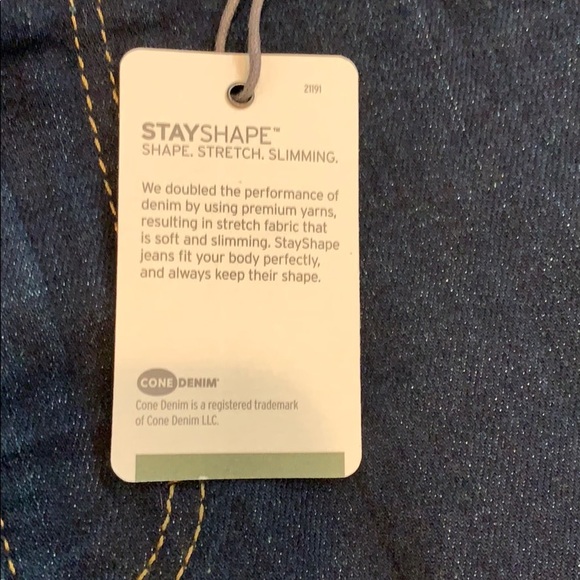 21191
STAYSHAPE™
SHAPE. STRETCH. SLIMMING.
We doubled the performance of
denim by using premium yarns,
resulting in stretch fabric that
is soft and slimming. StayShape
jeans fit your body perfectly,
and always keep their shape.
CONE DENIM®
Cone Denim is a registered trademark
of Cone Denim LLC.